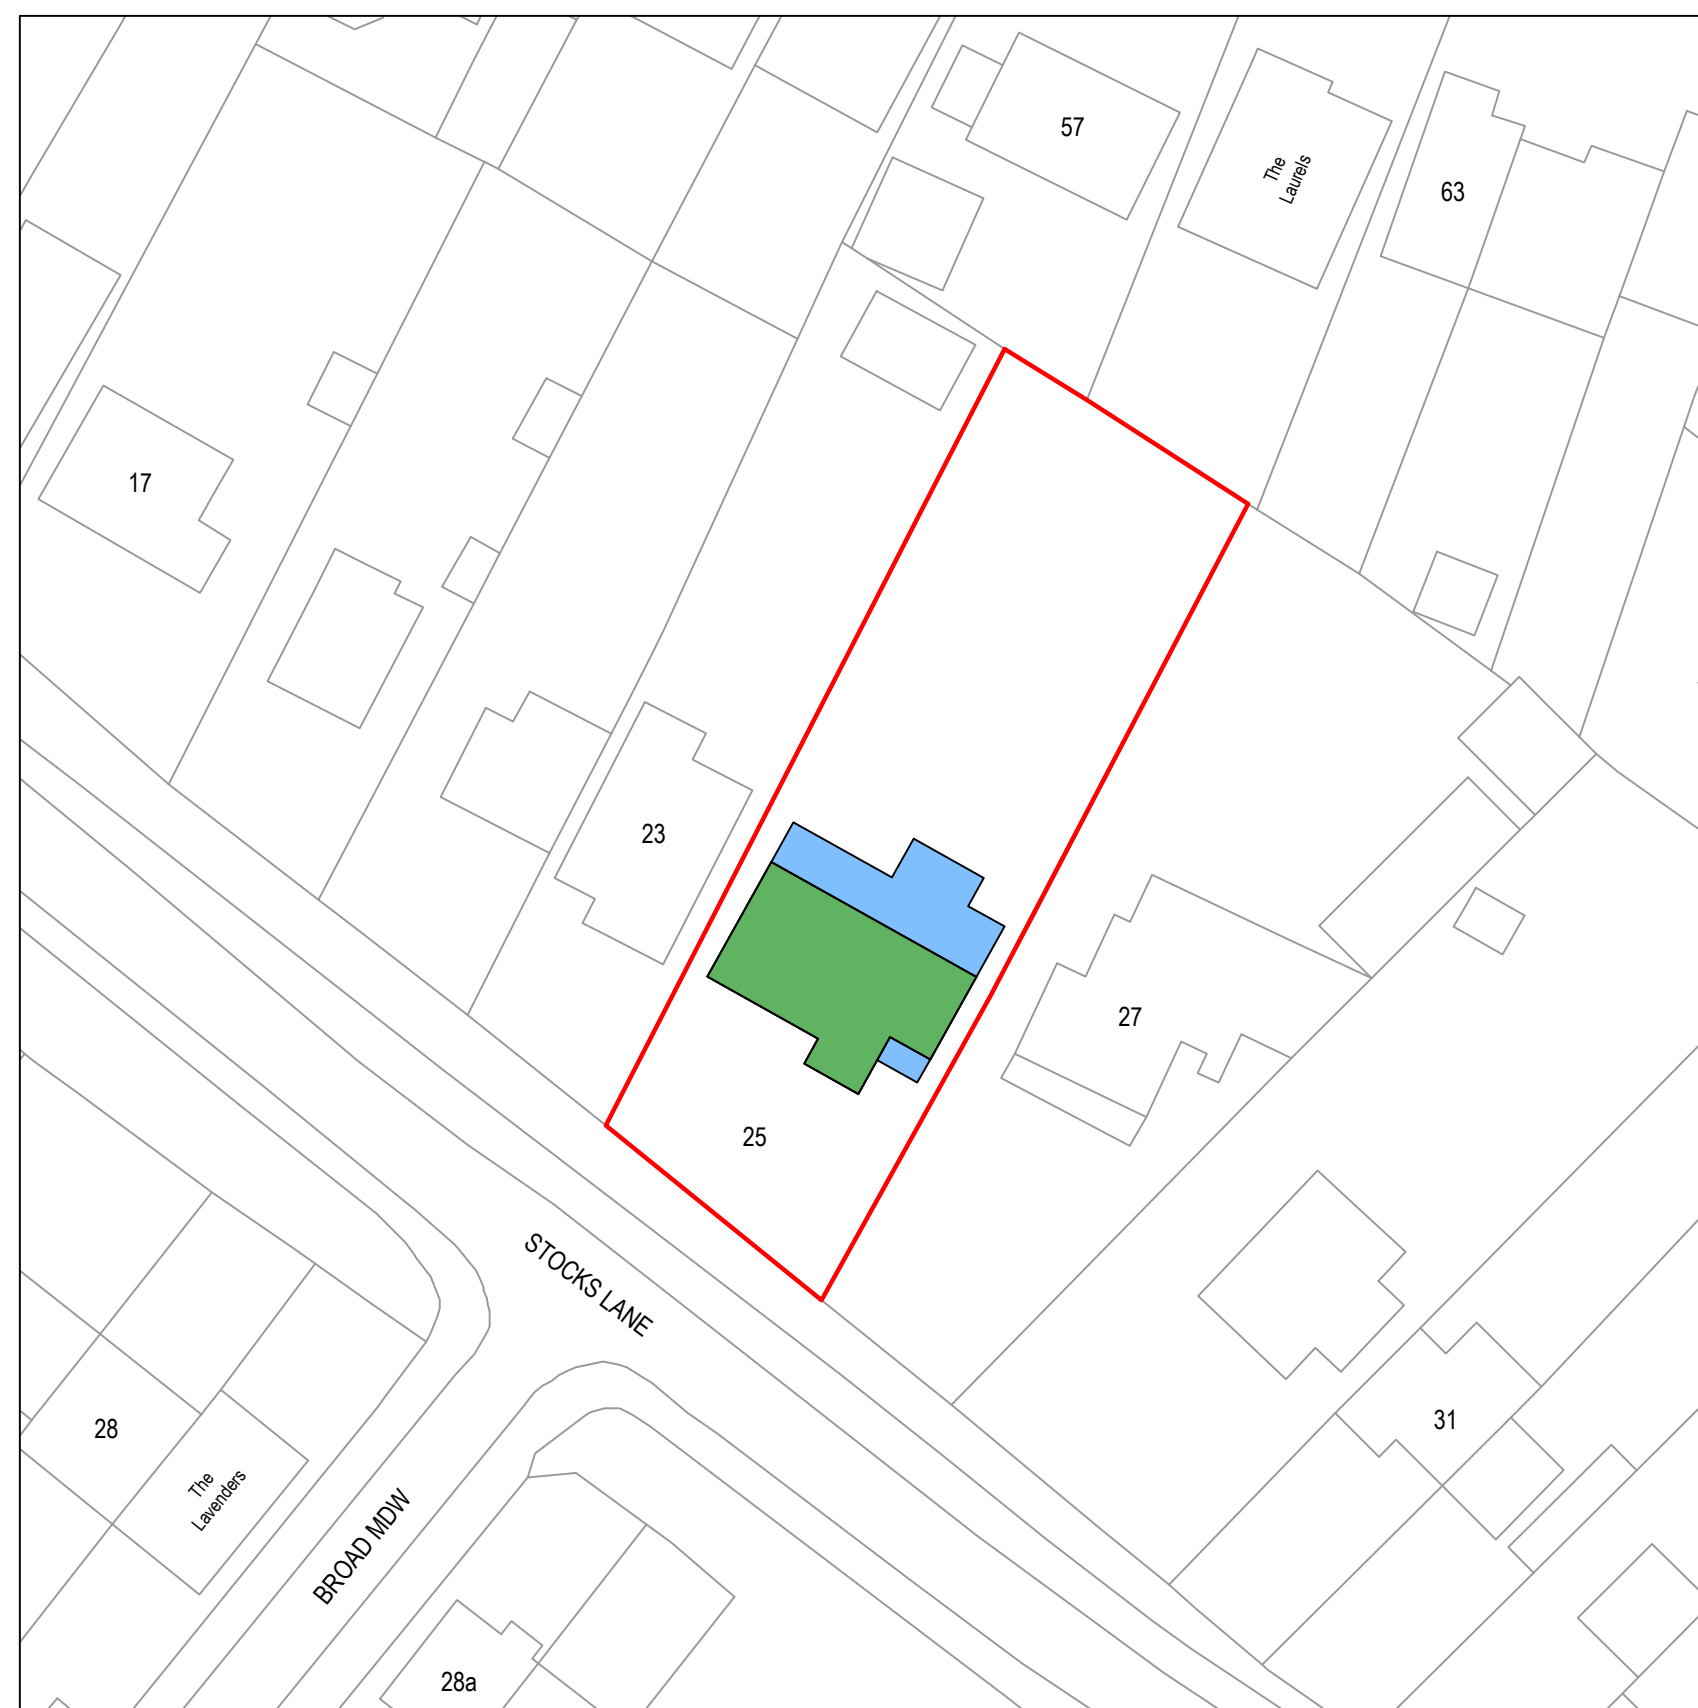 57
The
Laurels
63
17
23
27
25
STOCKS LANE
31
28
The
Lavenders
BROAD MDW
28a